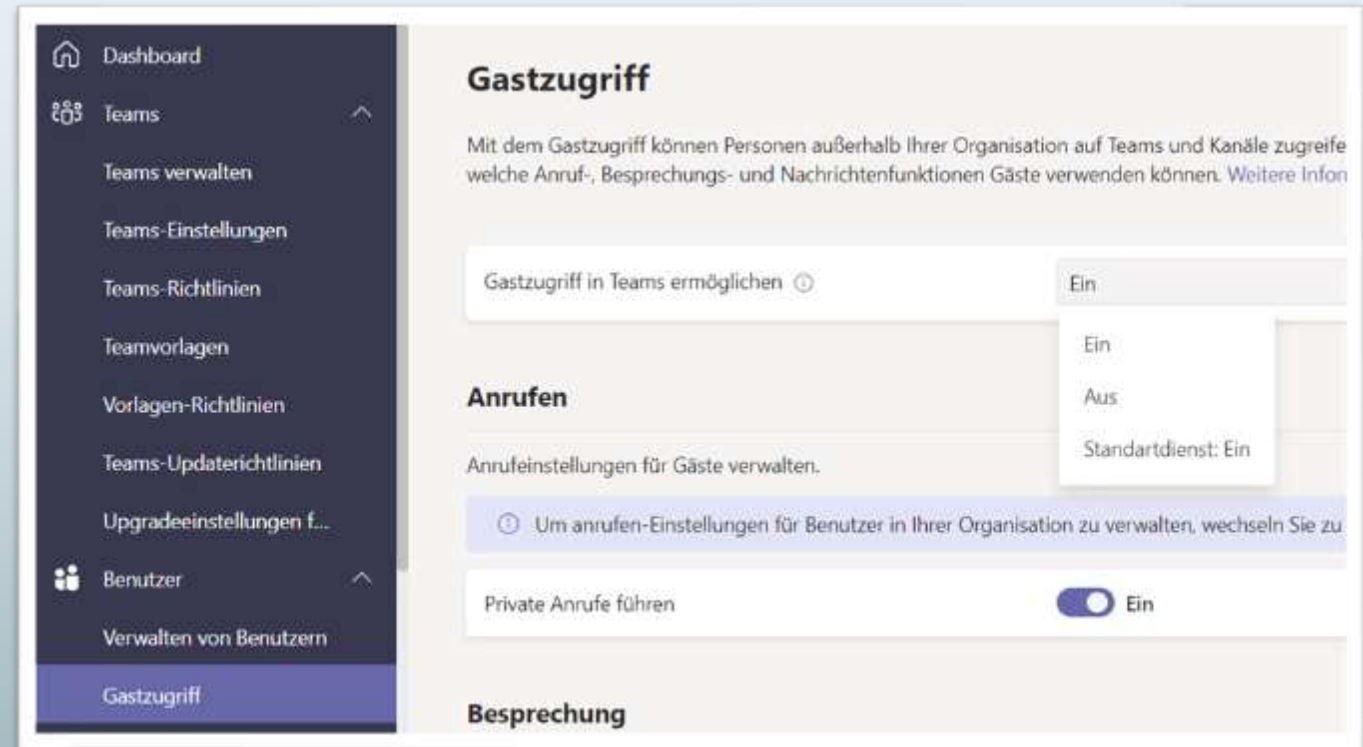 Dashboard
Teams
Teams verwalten
Teams-Einstellungen
Teams-Richtlinien
Teamvorlagen
Vorlagen-Richtlinien
Teams-Updaterichtlinien
Upgradeeinstellungen f...
Benutzer
Verwalten von Benutzern
Gastzugriff
Gastzugriff
Mit dem Gastzugriff können Personen außerhalb Ihrer Organisation auf Teams und Kanäle zugreife
welche Anruf-, Besprechungs- und Nachrichtenfunktionen Gäste verwenden können. Weitere Infor
Gastzugriff in Teams ermöglichen
Ein
Ein
Aus
Standartdienst: Ein
Anrufen
Anrufeinstellungen für Gäste verwalten.
Um anrufen-Einstellungen für Benutzer in Ihrer Organisation zu verwalten, wechseln Sie zu
Private Anrufe führen
Ein
Besprechung